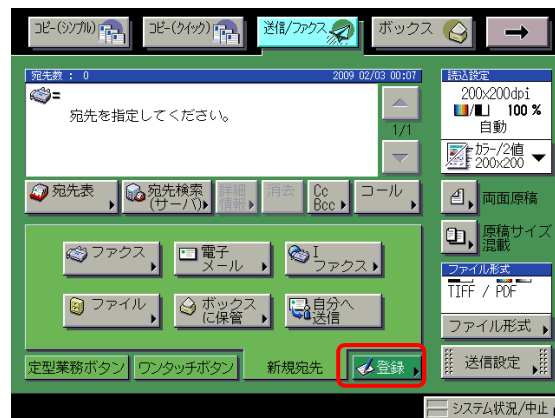 コピー(シンプル)
コピー(クイック)
送信/ファクス
ボックス
宛先数 : 0
2009 02/03 00:07
宛先を指定してください。
1/1
宛先表
宛先検索
(サーバ)
詳細
情報
消去
Cc
Bcc
コール
ファクス
電子
メール
I
ファクス
ファイル
ボックス
に保管
自分へ
送信
定型業務ボタン
ワンタッチボタン
新規宛先
登録
読込設定
200x200dpi
100 %
自動
カラー/2値
200x200
両面原稿
原稿サイズ
混載
ファイル形式
TIFF / PDF
ファイル形式
送信設定
システム状況/中止